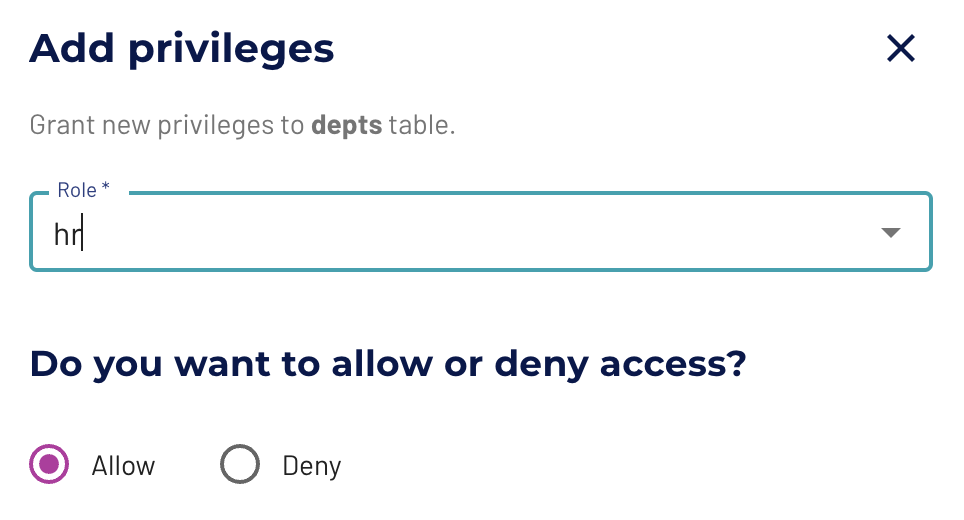 Add privileges
Grant new privileges to depts table.
Role *
hr
Do you want to allow or deny access?
Allow
Deny